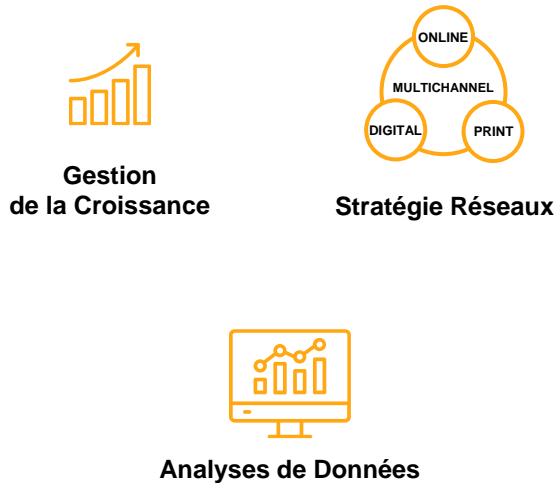 ONLINE
MULTICHANNEL
DIGITAL
PRINT
Gestion
de la Croissance
Stratégie Réseaux
Analyses de Données